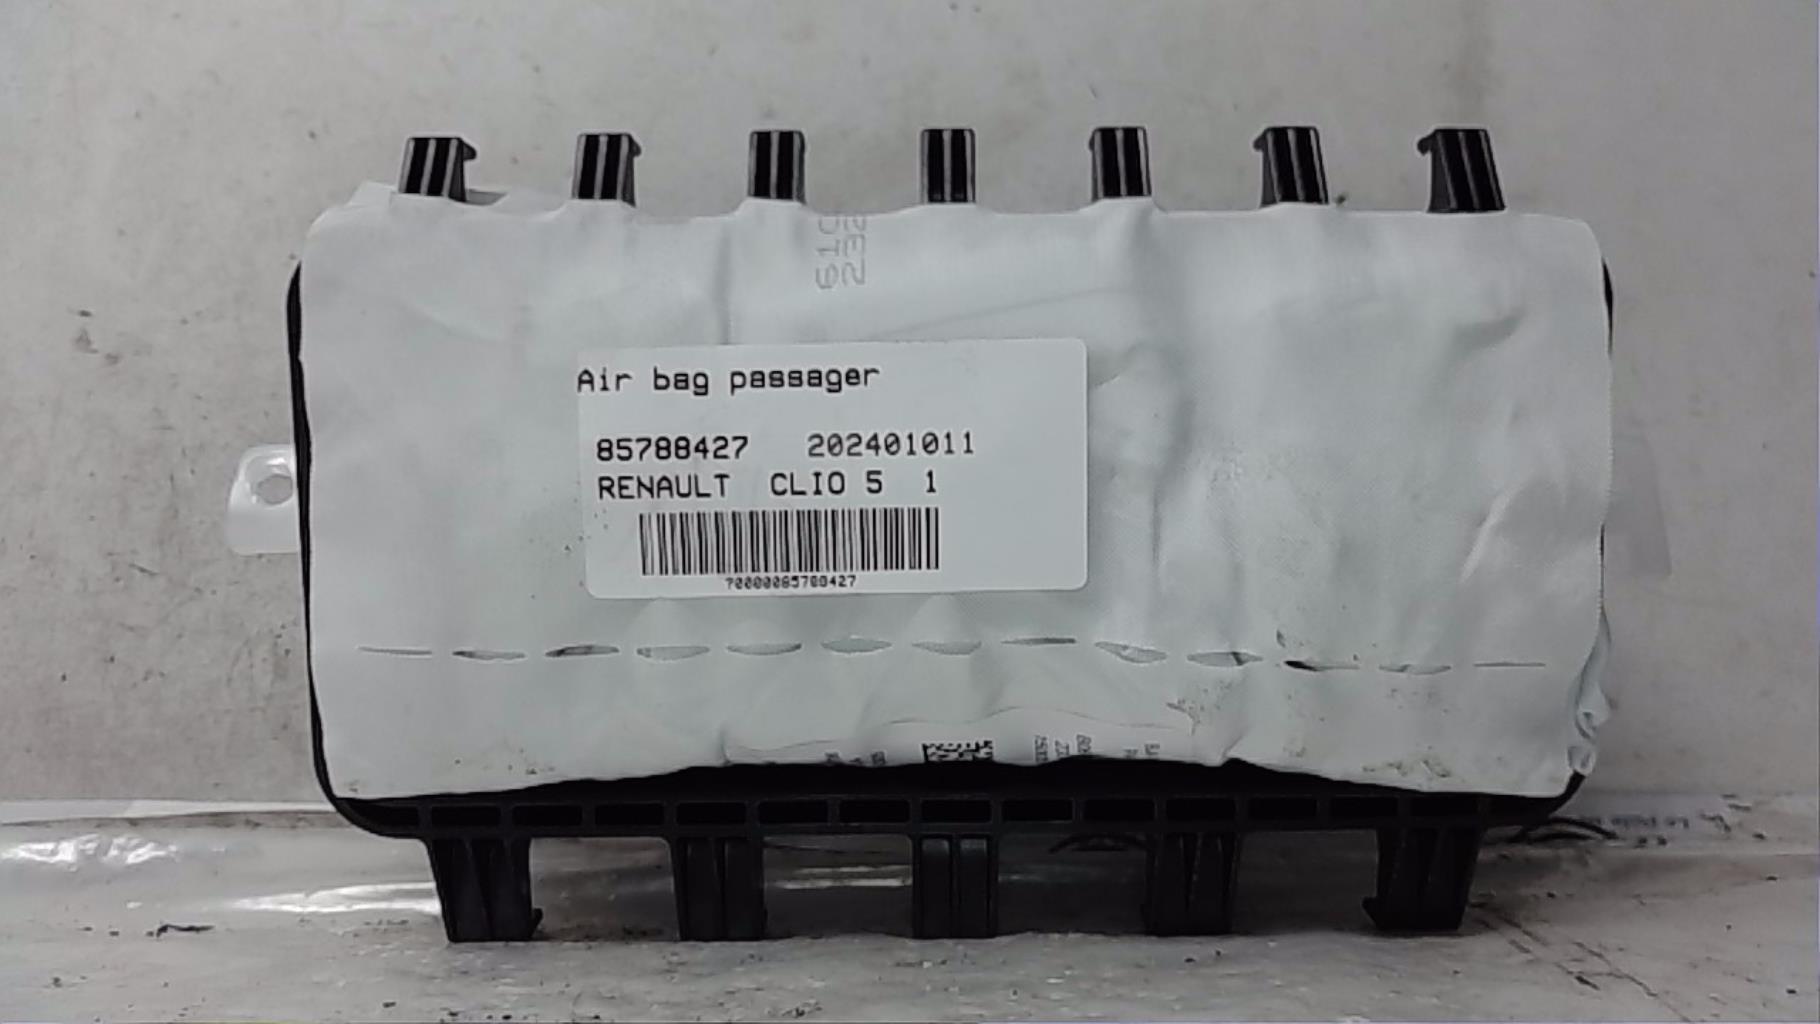 Air bag passager
85788427 202401011
RENAULT CLIO 5 1
70000085788427